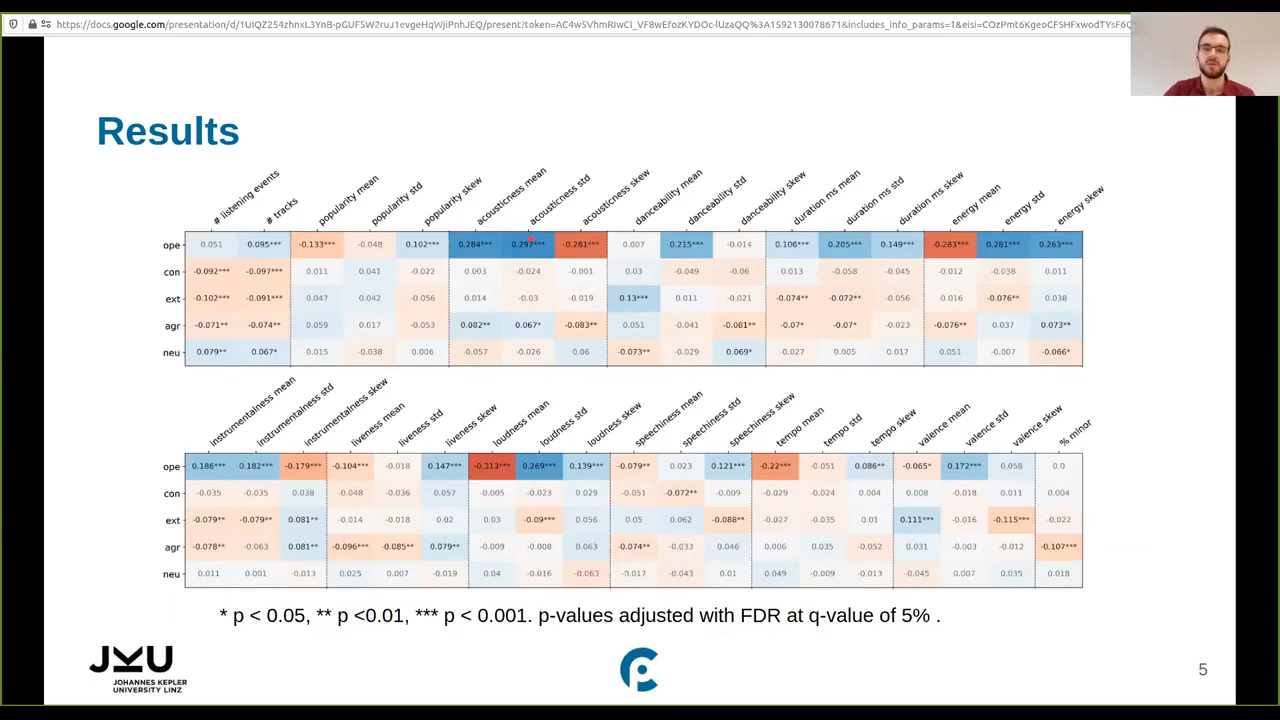 Results
# listening events # tracks popularity mean popularity std popularity skew acousticness mean acousticness std acousticness skew danceability mean danceability std danceability skew duration ms mean duration ms std duration ms skew energy mean energy std energy skew
ope 0.051 0.095*** -0.133*** -0.048 0.102*** 0.284*** 0.297*** -0.281*** 0.007 0.215*** -0.014 0.106*** 0.205*** 0.149*** -0.283*** 0.281*** 0.263***
con -0.092*** -0.097*** 0.011 0.041 -0.022 0.003 -0.024 -0.001 0.03 -0.049 -0.06 0.013 -0.058 -0.045 -0.012 -0.038 0.011
ext -0.102*** -0.091*** 0.047 0.042 -0.056 0.014 -0.03 -0.019 0.13*** 0.011 -0.021 -0.074** -0.072** -0.056 -0.016 -0.076** 0.038
agr -0.071** -0.074** 0.059 0.017 -0.053 0.082** 0.067* -0.083** 0.051 -0.041 -0.081** -0.07* -0.07* -0.023 -0.076** 0.037 0.073**
neu 0.079** 0.067* 0.015 -0.038 0.006 -0.057 -0.026 0.06 -0.073** -0.029 0.069* -0.027 0.005 0.017 0.051 -0.007 -0.066*
instrumentalness mean instrumentalness std instrumentalness skew liveness mean liveness std liveness skew loudness mean loudness std loudness skew speechiness mean speechiness std speechiness skew tempo mean tempo std tempo skew valence mean valence std valence skew % minor
ope 0.186*** 0.182*** -0.179*** -0.104*** -0.018 0.147*** -0.313*** 0.269*** 0.139*** -0.079** 0.023 0.121*** -0.22*** -0.051 0.086** -0.065* 0.172*** 0.058 0.0
con -0.035 -0.035 0.038 -0.048 -0.036 0.057 -0.005 -0.023 0.029 -0.051 -0.072** -0.009 -0.029 -0.024 0.004 0.008 -0.018 0.011 0.004
ext -0.079** -0.079** 0.081** -0.014 -0.018 0.02 0.03 -0.09*** 0.056 0.05 0.062 -0.088** -0.027 -0.035 0.01 0.111*** -0.016 -0.115*** -0.022
agr -0.078** -0.063 0.081** -0.096*** -0.085** 0.079** -0.009 -0.008 0.063 -0.074** -0.033 0.046 0.006 0.035 -0.052 0.031 -0.003 -0.012 -0.107***
neu 0.011 0.001 -0.013 0.025 0.007 -0.019 0.04 -0.016 -0.063 -0.017 -0.043 0.01 0.049 -0.009 -0.013 -0.045 0.007 0.035 0.018
* p < 0.05, ** p <0.01, *** p < 0.001. p-values adjusted with FDR at q-value of 5% .
JKU
JOHANNES KEPLER
UNIVERSITY LINZ
5